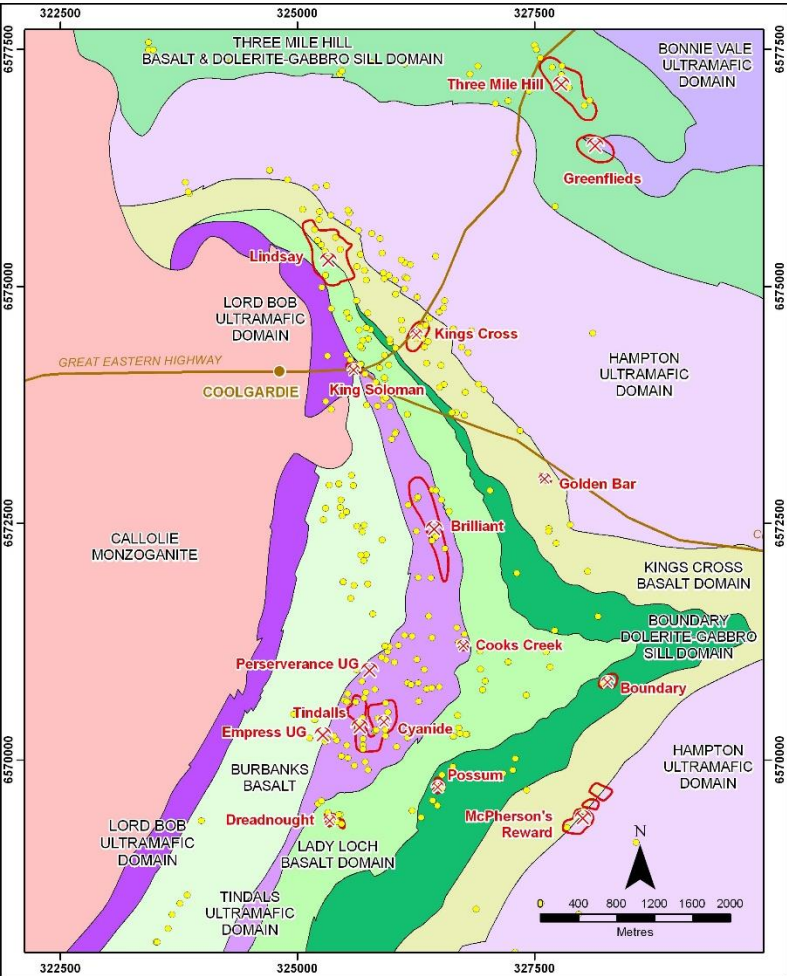 322500
325000
327500
6577500
6577500
THREE MILE HILL
BASALT & DOLERITE-GABBRO SILL DOMAIN
BONNIE VALE
ULTRAMAFIC
DOMAIN
Three Mile Hill
Greenflieds
6575000
6575000
Lindsay
LORD BOB
ULTRAMAFIC
DOMAIN
Kings Cross
GREAT EASTERN HIGHWAY
COOLGARDIE
King Soloman
HAMPTON
ULTRAMAFIC
DOMAIN
Golden Bar
6572500
6572500
Brilliant
CALLOLIE
MONZOGANITE
C
KINGS CROSS
BASALT DOMAIN
BOUNDARY
DOLERITE-GABBRO
SILL DOMAIN
Cooks Creek
Perserverance UG
Boundary
Tindalls
Empress UG
Cyanide
6570000
6570000
BURBANKS
BASALT
Possum
HAMPTON
ULTRAMAFIC
DOMAIN
Dreadnought
McPherson's
Reward
LORD BOB
ULTRAMAFIC
DOMAIN
LADY LOCH
BASALT DOMAIN
N
TINDALS
ULTRAMAFIC
DOMAIN
0 400 800 1200 1600 2000
Metres
322500
325000
327500